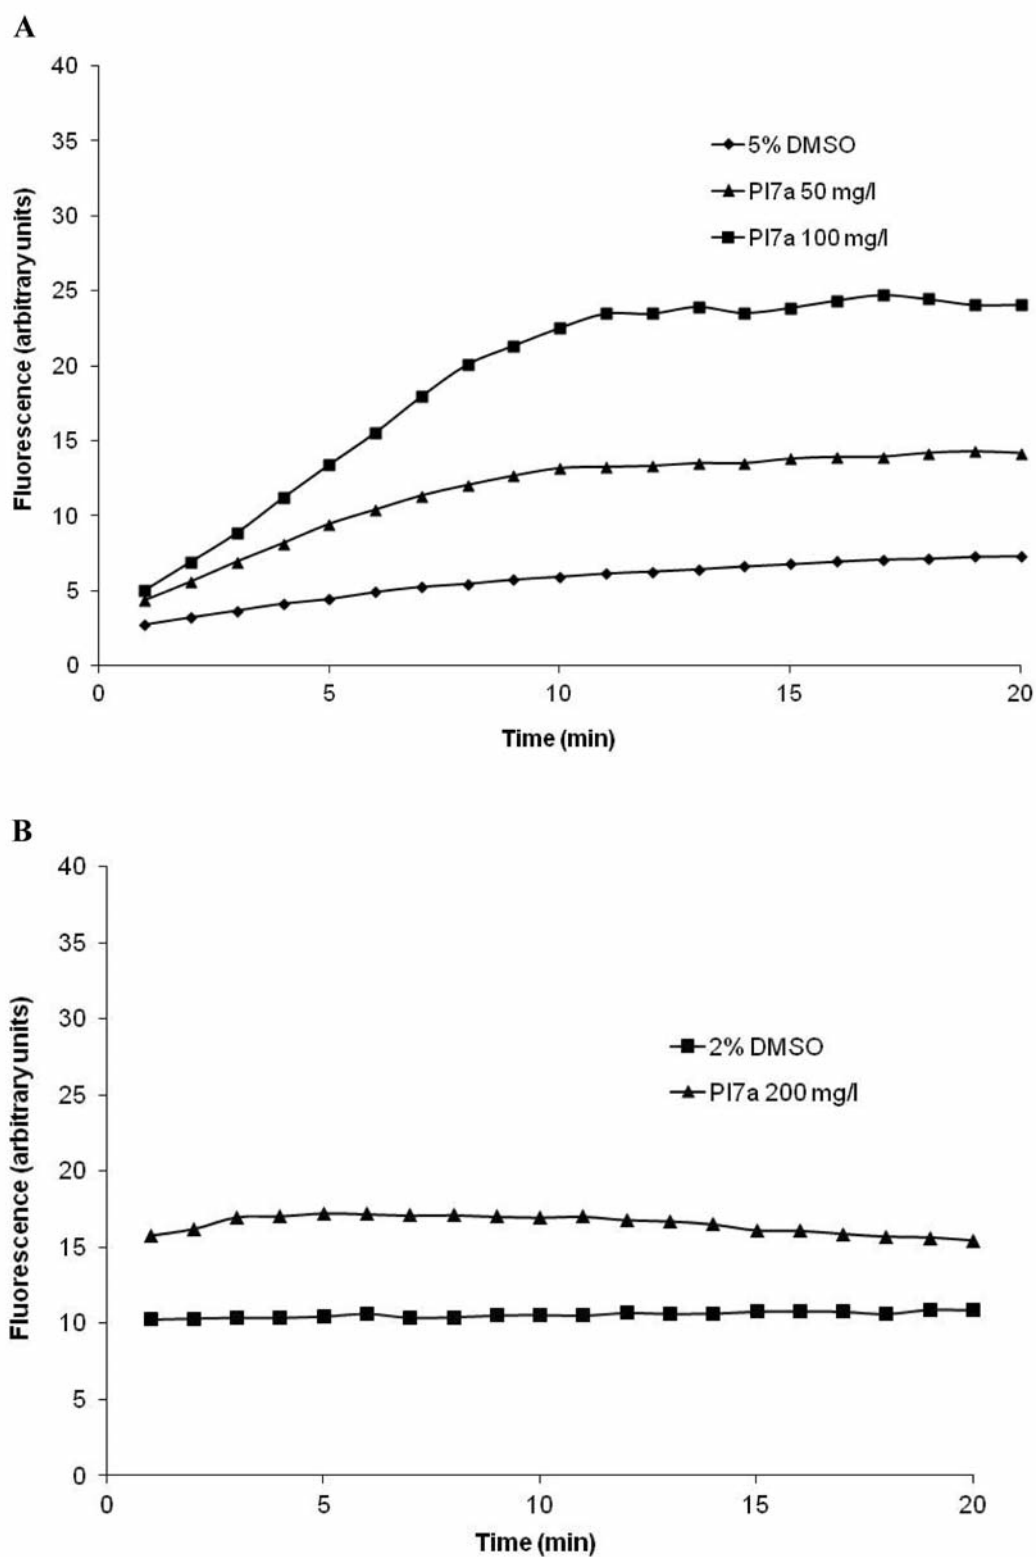 A
40
35
30
25
20
15
10
5
0
Fluorescence (arbitrary units)
5% DMSO
PI7a 50 mg/l
PI7a 100 mg/l
0 5 10 15 20
Time (min)
B
40
35
30
25
20
15
10
5
0
Fluorescence (arbitrary units)
2% DMSO
PI7a 200 mg/l
0 5 10 15 20
Time (min)